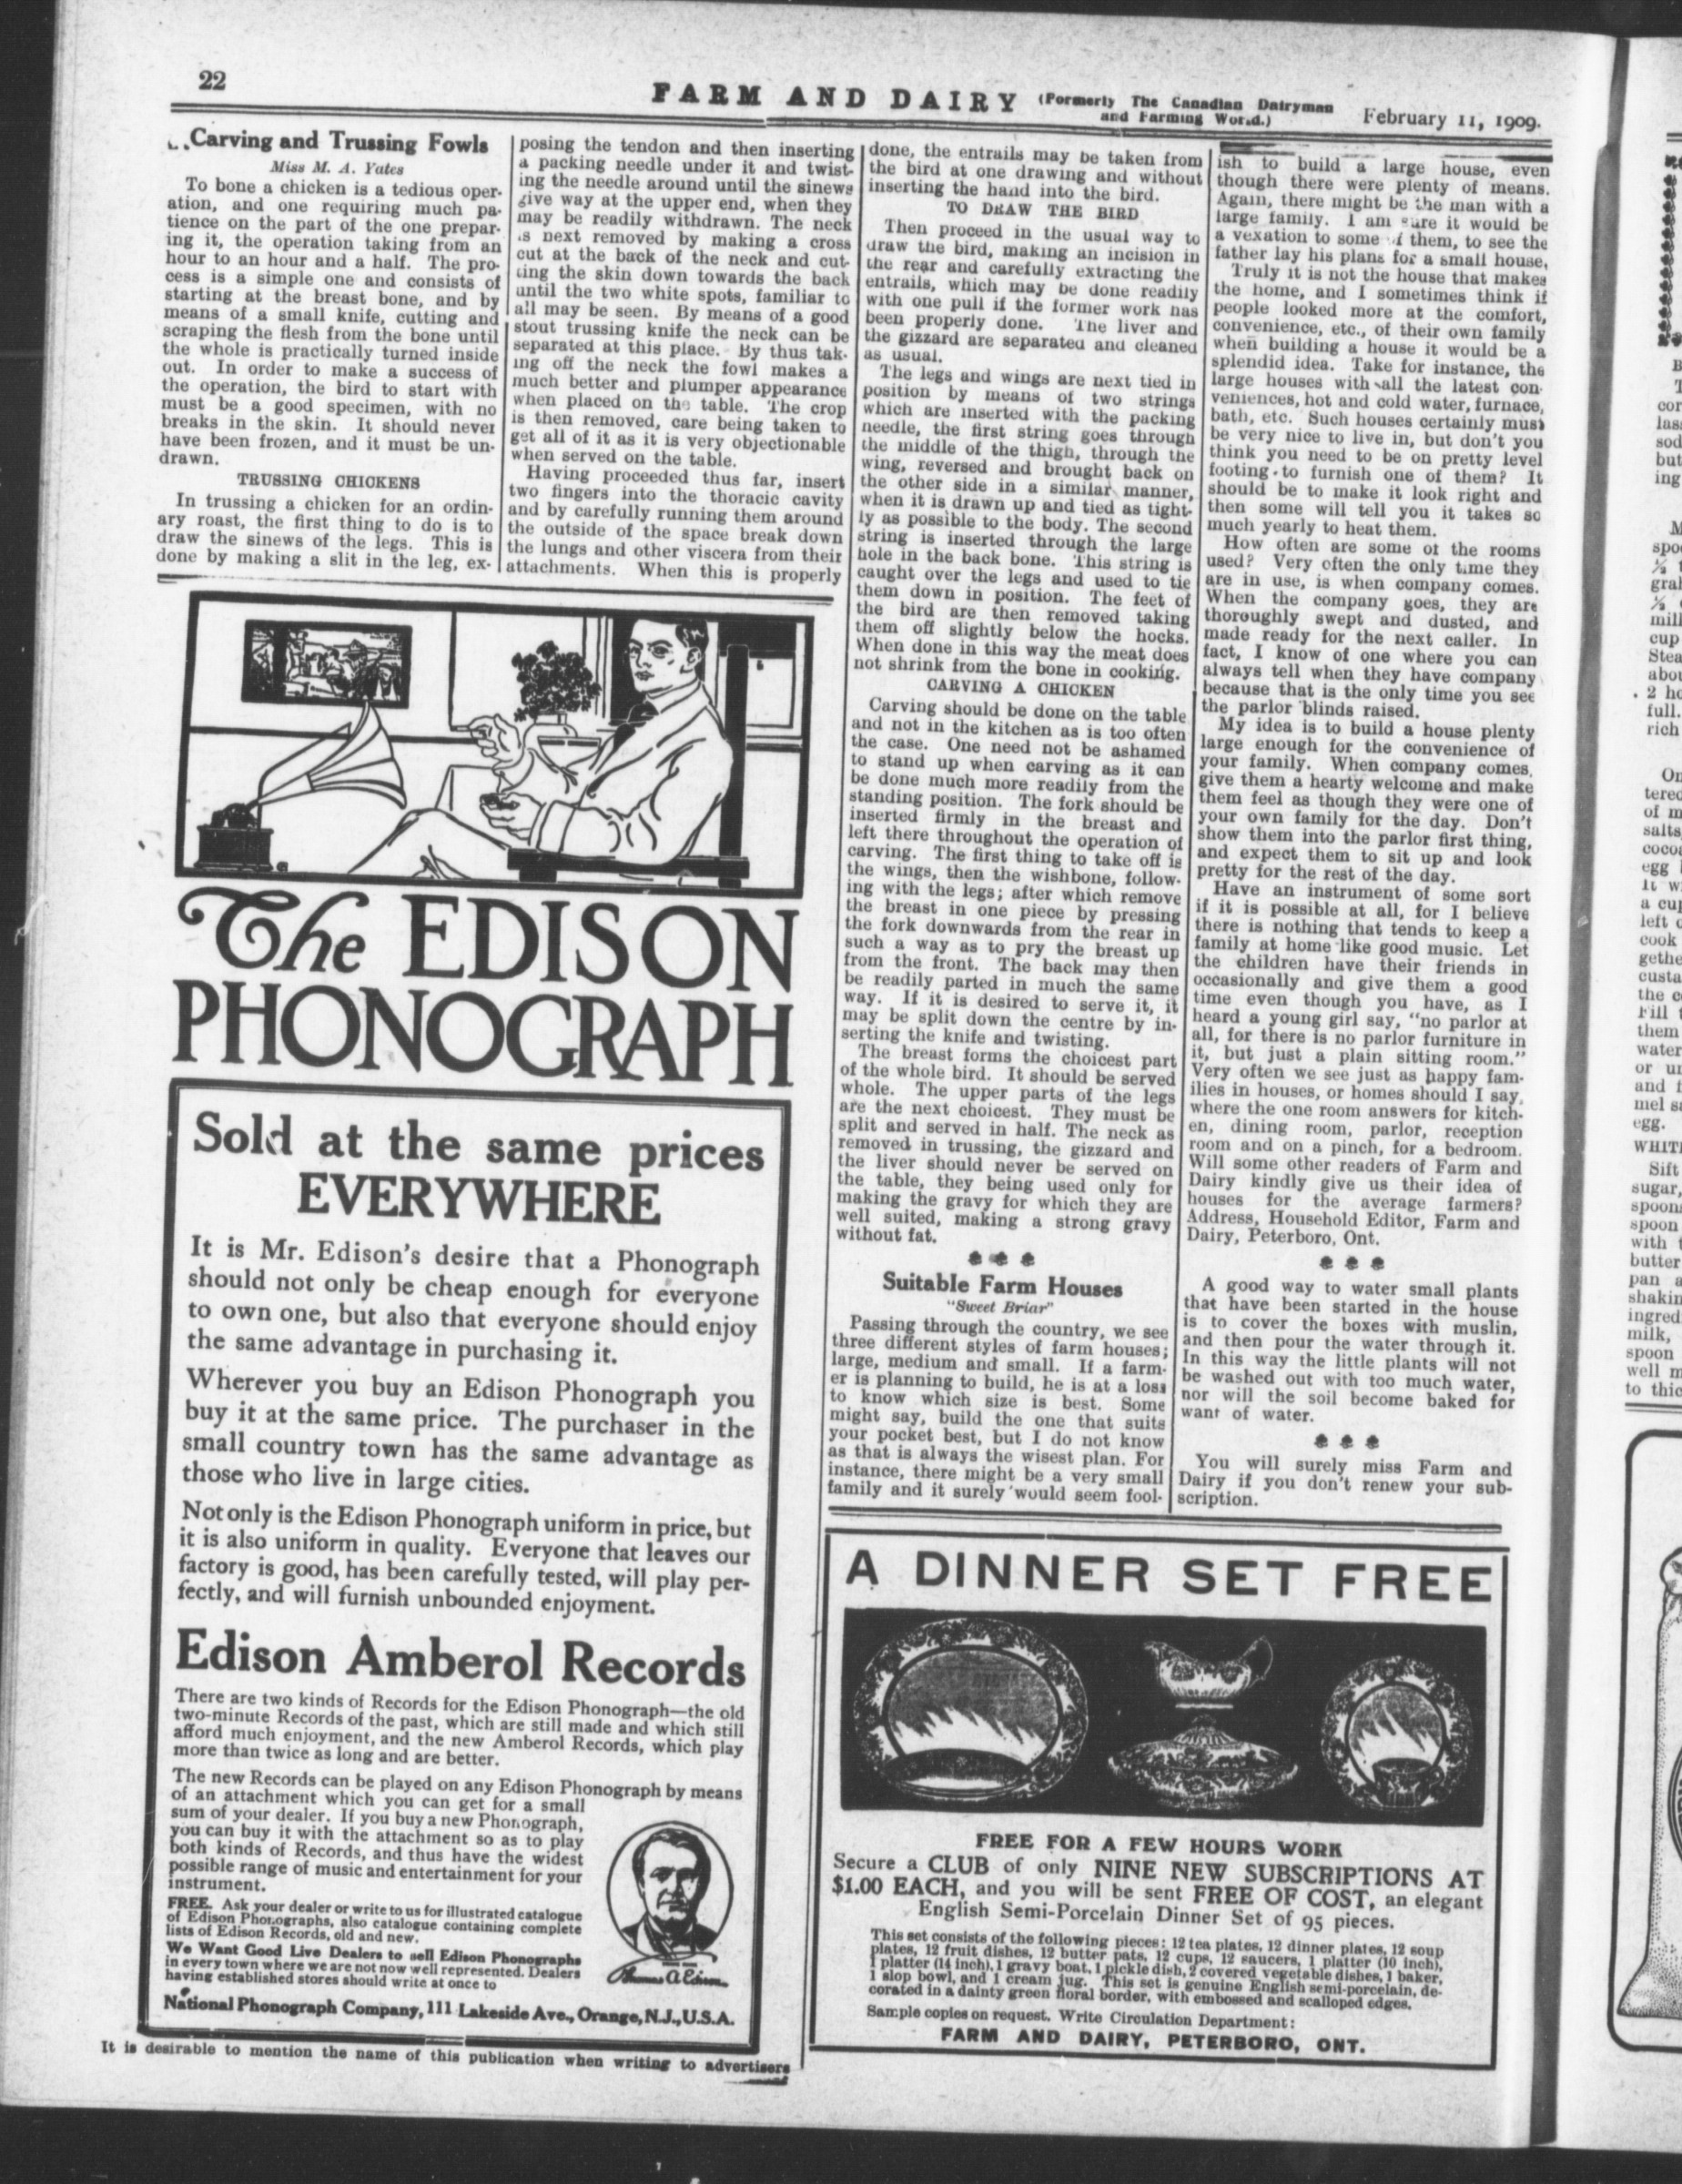 22
FARM AND DAIRY (Formerly The Canadian Dairyman
and Farming World.)
February 11, 1909.
Carving and Trussing Fowls
Miss M. A. Yates
To bone a chicken is a tedious oper-
ation, and one requiring much pa-
tience on the part of the one prepar-
ing it, the operation taking from an
hour to an hour and a half. The pro-
cess is a simple one and consists of
starting at the breast bone, and by
means of a small knife, cutting and
scraping the flesh from the bone until
the whole is practically turned inside
out. In order to make a success of
the operation, the bird to start with
must be a good specimen, with no
breaks in the skin. It should never
have been frozen, and it must be un-
drawn.
TRUSSING CHICKENS
In trussing a chicken for an ordin-
ary roast, the first thing to do is to
draw the sinews of the legs. This is
done by making a slit in the leg, ex-
posing the tendon and then inserting
a packing needle under it and twist-
ing the needle around until the sinews
give way at the upper end, when they
may be readily withdrawn. The neck
is next removed by making a cross
cut at the back of the neck and cut-
ting the skin down towards the back
until the two white spots, familiar to
all may be seen. By means of a good
stout trussing knife the neck can be
separated at this place. By thus tak-
ing off the neck the fowl makes a
much better and plumper appearance
when placed on the table. The crop
is then removed, care being taken to
get all of it as it is very objectionable
when served on the table.
Having proceeded thus far, insert
two fingers into the thoracic cavity
and by carefully running them around
the outside of the space break down
the lungs and other viscera from their
attachments. When this is properly
done, the entrails may be taken from
the bird at one drawing and without
inserting the hand into the bird.
TO DRAW THE BIRD
Then proceed in the usual way to
draw the bird, making an incision in
the rear and carefully extracting the
entrails, which may be done readily
with one pull if the former work has
been properly done. The liver and
the gizzard are separated and cleaned
as usual.
The legs and wings are next tied in
position by means of two strings
which are inserted with the packing
needle, the first string goes through
the middle of the thigh, through the
wing, reversed and brought back on
the other side in a similar manner,
when it is drawn up and tied as tight-
ly as possible to the body. The second
string is inserted through the large
hole in the back bone. This string is
caught over the legs and used to tie
them down in position. The feet of
the bird are then removed taking
them off slightly below the hocks.
When done in this way the meat does
not shrink from the bone in cooking.
CARVING A CHICKEN
Carving should be done on the table
and not in the kitchen as is too often
the case. One need not be ashamed
to stand up when carving as it can
be done much more readily from the
standing position. The fork should be
inserted firmly in the breast and
left there throughout the operation of
carving. The first thing to take off is
the wings, then the wishbone, follow-
ing with the legs; after which remove
the breast in one piece by pressing
the fork downwards from the rear in
such a way as to pry the breast up
from the front. The back may then
be readily parted in much the same
way. If it is desired to serve it, it
may be split down the centre by in-
serting the knife and twisting.
The breast forms the choicest part
of the whole bird. It should be served
whole. The upper parts of the legs
are the next choicest. They must be
split and served in half. The neck as
removed in trussing, the gizzard and
the liver should never be served on
the table, they being used only for
making the gravy for which they are
well suited, making a strong gravy
without fat.
Suitable Farm Houses
"Sweet Briar"
Passing through the country, we see
three different styles of farm houses;
large, medium and small. If a farm-
er is planning to build, he is at a loss
to know which size is best. Some
might say, build the one that suits
your pocket best, but I do not know
as that is always the wisest plan. For
instance, there might be a very small
family and it surely would seem fool-
ish to build a large house, even
though there were plenty of means.
Again, there might be the man with a
large family. I am sure it would be
a vexation to some of them, to see the
father lay his plans for a small house,
Truly it is not the house that makes
the home, and I sometimes think if
people looked more at the comfort,
convenience, etc., of their own family
when building a house it would be a
splendid idea. Take for instance, the
large houses with all the latest con-
veniences, hot and cold water, furnace,
bath, etc. Such houses certainly must
be very nice to live in, but don't you
think you need to be on pretty level
footing to furnish one of them? It
should be to make it look right and
then some will tell you it takes so
much yearly to heat them.
How often are some of the rooms
used? Very often the only time they
are in use, is when company comes.
When the company goes, they are
thoroughly swept and dusted, and
made ready for the next caller. In
fact, I know of one where you can
always tell when they have company
because that is the only time you see
the parlor blinds raised.
My idea is to build a house plenty
large enough for the convenience of
your family. When company comes,
give them a hearty welcome and make
them feel as though they were one of
your own family for the day. Don't
show them into the parlor first thing,
and expect them to sit up and look
pretty for the rest of the day.
Have an instrument of some sort
if it is possible at all, for I believe
there is nothing that tends to keep a
family at home like good music. Let
the children have their friends in
occasionally and give them a good
time even though you have, as I
heard a young girl say, "no parlor at
all, for there is no parlor furniture in
it, but just a plain sitting room."
Very often we see just as happy fam-
ilies in houses, or homes should I say,
where the one room answers for kitch-
en, dining room, parlor, reception
room and on a pinch, for a bedroom.
Will some other readers of Farm and
Dairy kindly give us their idea of
houses for the average farmers?
Address, Household Editor, Farm and
Dairy, Peterboro, Ont.
A good way to water small plants
that have been started in the house
is to cover the boxes with muslin,
and then pour the water through it.
In this way the little plants will not
be washed out with too much water,
nor will the soil become baked for
want of water.
You will surely miss Farm and
Dairy if you don't renew your sub-
scription.
The EDISON
PHONOGRAPH
Sold at the same prices
EVERYWHERE
It is Mr. Edison's desire that a Phonograph
should not only be cheap enough for everyone
to own one, but also that everyone should enjoy
the same advantage in purchasing it.
Wherever you buy an Edison Phonograph you
buy it at the same price. The purchaser in the
small country town has the same advantage as
those who live in large cities.
Not only is the Edison Phonograph uniform in price, but
it is also uniform in quality. Everyone that leaves our
factory is good, has been carefully tested, will play per-
fectly, and will furnish unbounded enjoyment.
Edison Amberol Records
There are two kinds of Records for the Edison Phonograph—the old
two-minute Records of the past, which are still made and which still
afford much enjoyment, and the new Amberol Records, which play
more than twice as long and are better.
The new Records can be played on any Edison Phonograph by means
of an attachment which you can get for a small
sum of your dealer. If you buy a new Phonograph,
you can buy it with the attachment so as to play
both kinds of Records, and thus have the widest
possible range of music and entertainment for your
instrument.
FREE. Ask your dealer or write to us for illustrated catalogue
of Edison Phonographs, also catalogue containing complete
lists of Edison Records, old and new.
We Want Good Live Dealers to sell Edison Phonographs
in every town where we are not now well represented. Dealers
having established stores should write at once to
Thomas A. Edison
National Phonograph Company, 111 Lakeside Ave., Orange, N.J., U.S.A.
It is desirable to mention the name of this publication when writing to advertisers
A DINNER SET FREE
FREE FOR A FEW HOURS WORK
Secure a CLUB of only NINE NEW SUBSCRIPTIONS AT
$1.00 EACH, and you will be sent FREE OF COST, an elegant
English Semi-Porcelain Dinner Set of 95 pieces.
This set consists of the following pieces: 12 tea plates, 12 dinner plates, 12 soup
plates, 12 fruit dishes, 12 butter pats, 12 cups, 12 saucers, 1 platter (10 inch),
1 platter (14 inch), 1 gravy boat, 1 pickle dish, 2 covered vegetable dishes, 1 baker,
1 slop bowl, and 1 cream jug. This set is genuine English semi-porcelain, de-
corated in a dainty green floral border, with embossed and scalloped edges.
Sample copies on request. Write Circulation Department:
FARM AND DAIRY, PETERBORO, ONT.